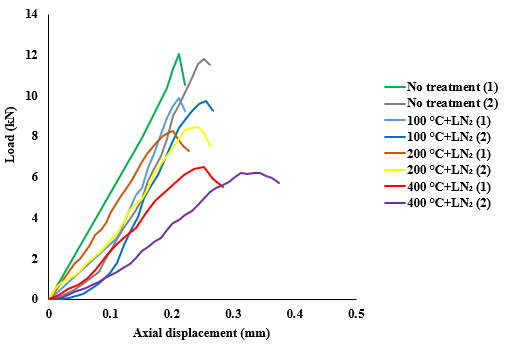 14
12
10
8
6
4
2
0
Load (kN)
0
0.1
0.2
0.3
0.4
0.5
Axial displacement (mm)
No treatment (1)
No treatment (2)
100 °C+LN₂ (1)
100 °C+LN₂ (2)
200 °C+LN₂ (1)
200 °C+LN₂ (2)
400 °C+LN₂ (1)
400 °C+LN₂ (2)